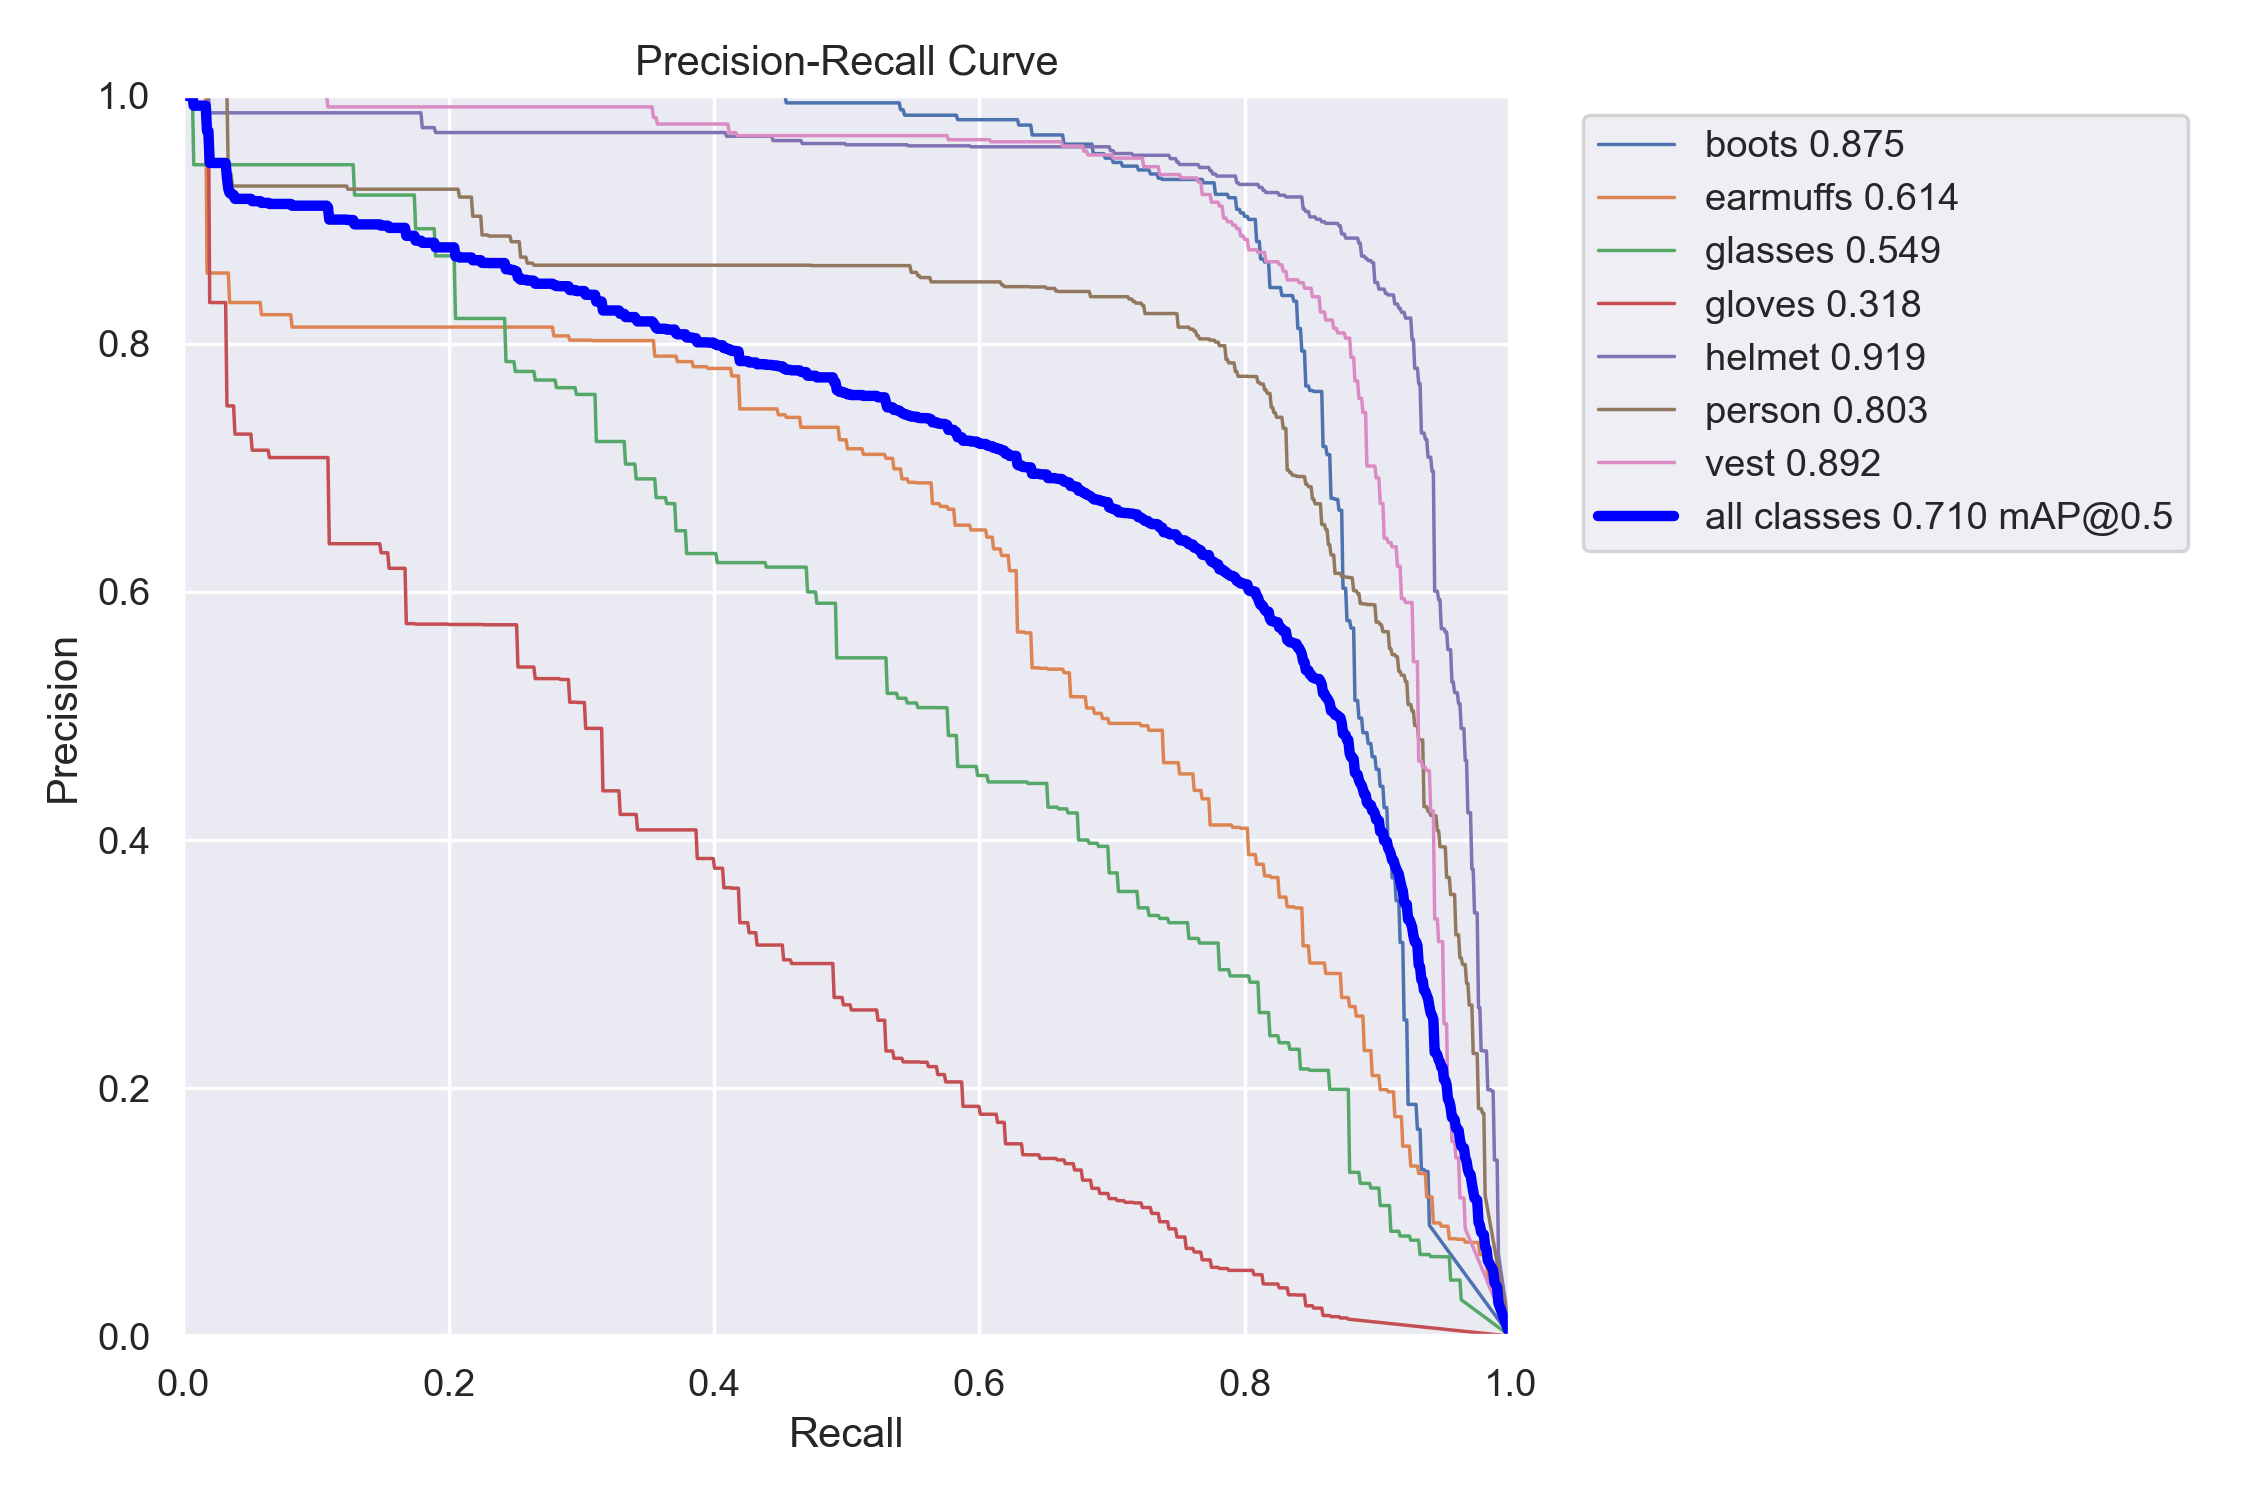 Precision-Recall Curve
1.0
0.8
0.6
0.4
0.2
0.0
Precision
0.0 0.2 0.4 0.6 0.8 1.0
Recall
boots 0.875
earmuffs 0.614
glasses 0.549
gloves 0.318
helmet 0.919
person 0.803
vest 0.892
all classes 0.710 mAP@0.5